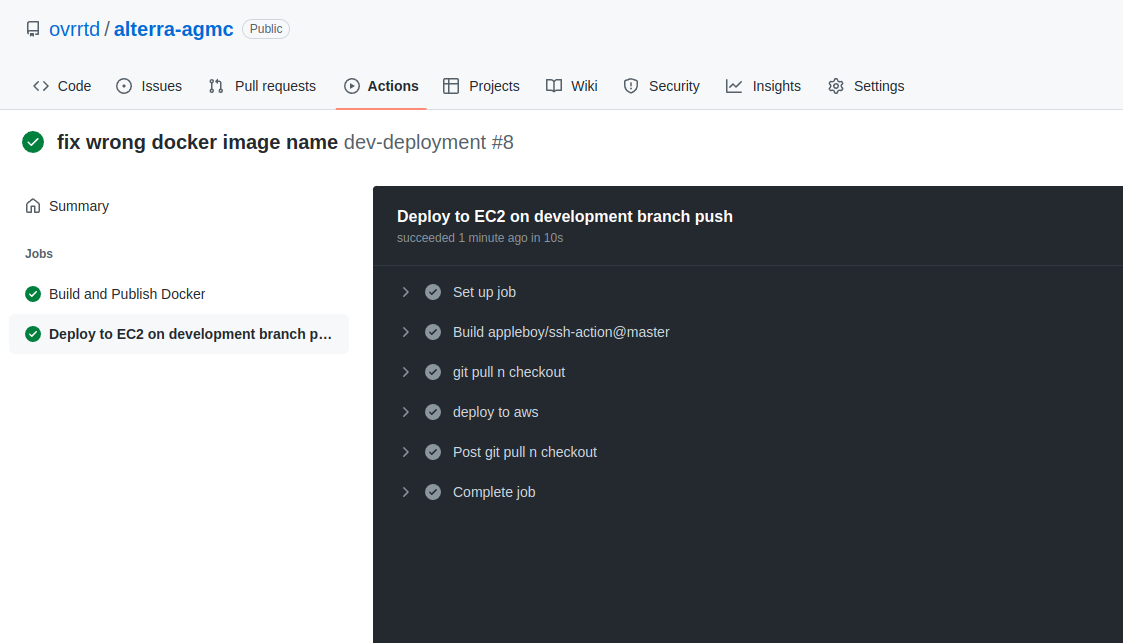 ovrrtd / alterra-agmc Public
Code Issues Pull requests Actions Projects Wiki Security Insights Settings
fix wrong docker image name dev-deployment #8
Summary
Jobs
Build and Publish Docker
Deploy to EC2 on development branch p...
Deploy to EC2 on development branch push
succeeded 1 minute ago in 10s
Set up job
Build appleboy/ssh-action@master
git pull n checkout
deploy to aws
Post git pull n checkout
Complete job